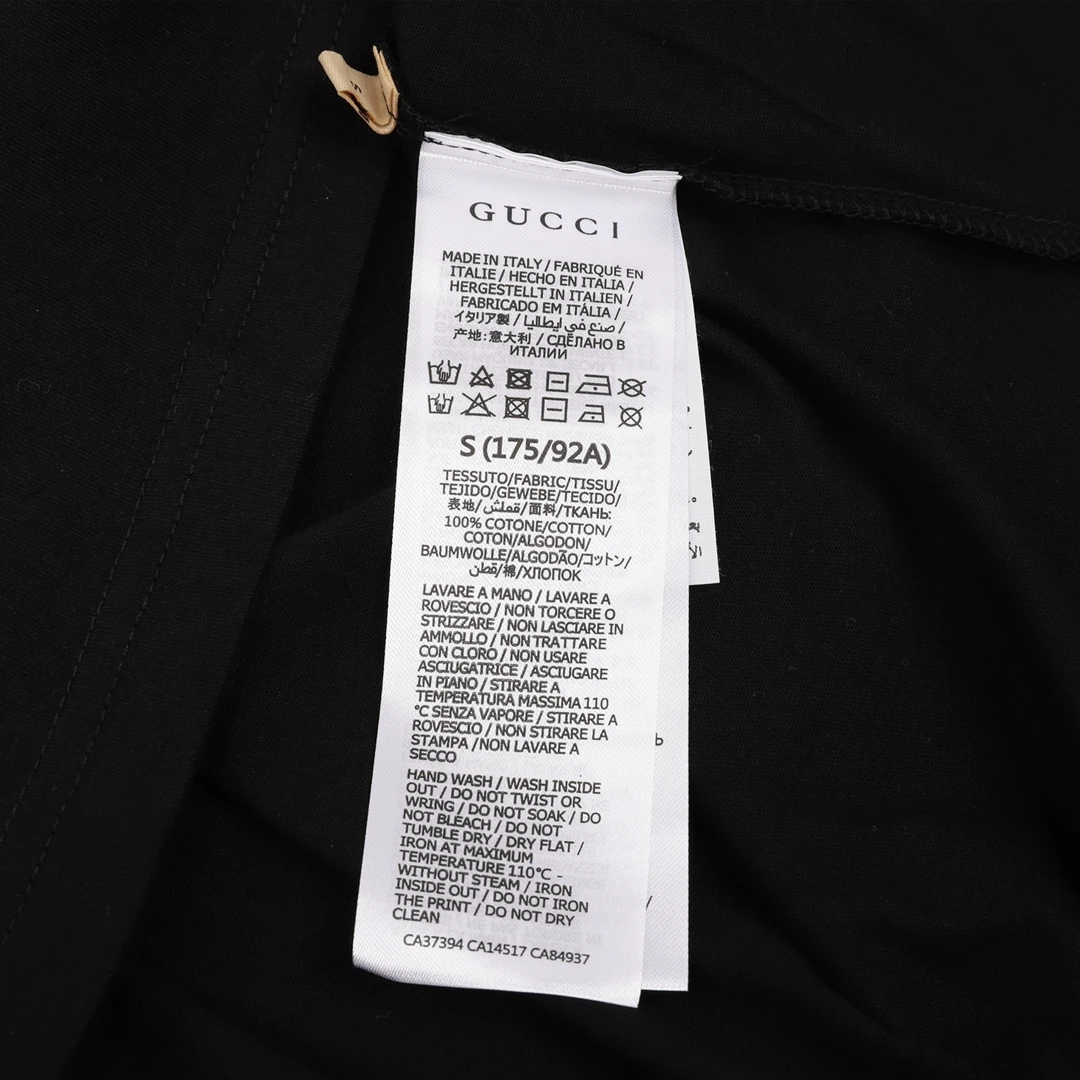 S
GUCCI
MADE IN ITALY / FABRIQUÉ EN
ITALIE / HECHO EN ITALIA /
HERGESTELLT IN ITALIEN /
FABRICADO EM ITÁLIA /
イタリア製 / صنع في إيطاليا /
产地：意大利 / СДЕЛАНО В
ИТАЛИИ
S (175/92A)
TESSUTO/FABRIC/TISSU/
TEJIDO/GEWEBE/TECIDO/
表地/قماش/面料/ТКАНЬ:
100% COTONE/COTTON/
COTON/ALGODON/
BAUMWOLLE/ALGODÃO/コットン/
قطن/棉/ХЛОПОК
LAVARE A MANO / LAVARE A
ROVESCIO / NON TORCERE O
STRIZZARE / NON LASCIARE IN
AMMOLLO / NON TRATTARE
CON CLORO / NON USARE
ASCIUGATRICE / ASCIUGARE
IN PIANO / STIRARE A
TEMPERATURA MASSIMA 110
°C SENZA VAPORE / STIRARE A
ROVESCIO / NON STIRARE LA
STAMPA /NON LAVARE A
SECCO
HAND WASH / WASH INSIDE
OUT / DO NOT TWIST OR
WRING / DO NOT SOAK / DO
NOT BLEACH / DO NOT
TUMBLE DRY / DRY FLAT /
IRON AT MAXIMUM
TEMPERATURE 110°C -
WITHOUT STEAM / IRON
INSIDE OUT / DO NOT IRON
THE PRINT / DO NOT DRY
CLEAN
CA37394 CA14517 CA84937